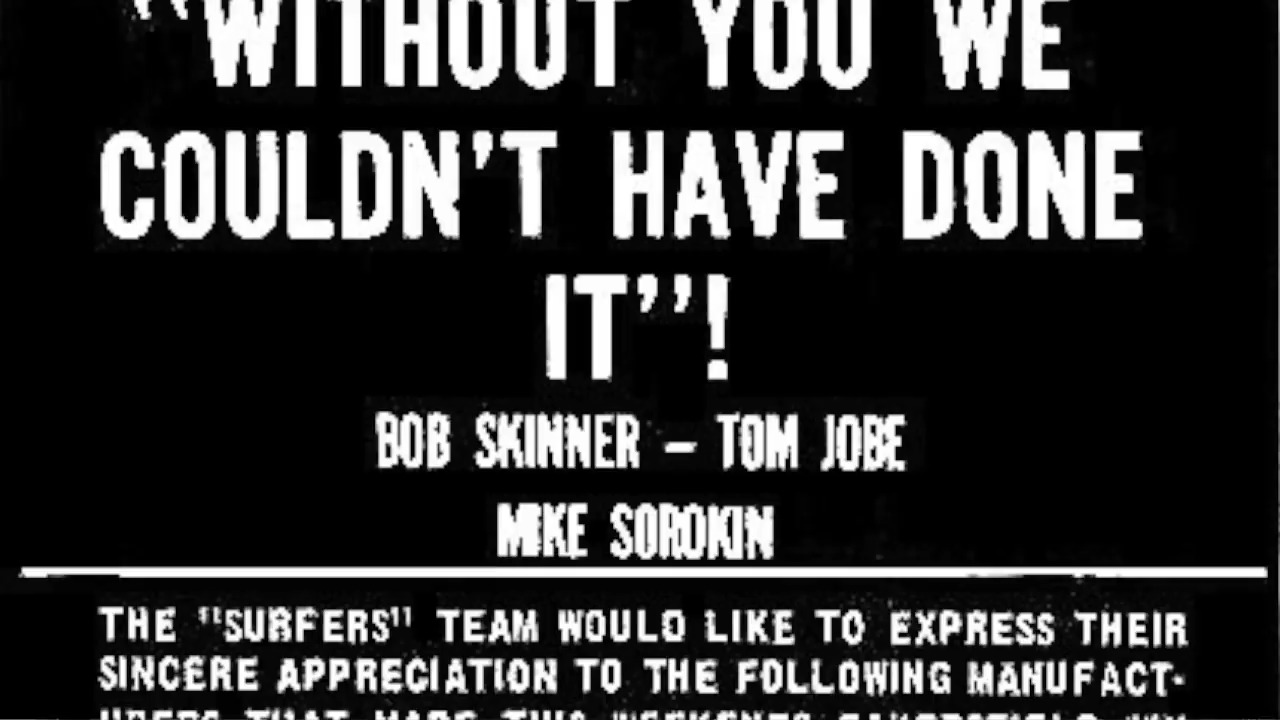 "WITHOUT YOU WE
COULDN'T HAVE DONE
IT"!
BOB SKINNER – TOM JOBE
MIKE SOROKIN
THE "SURFERS" TEAM WOULD LIKE TO EXPRESS THEIR
SINCERE APPRECIATION TO THE FOLLOWING MANUFACT-